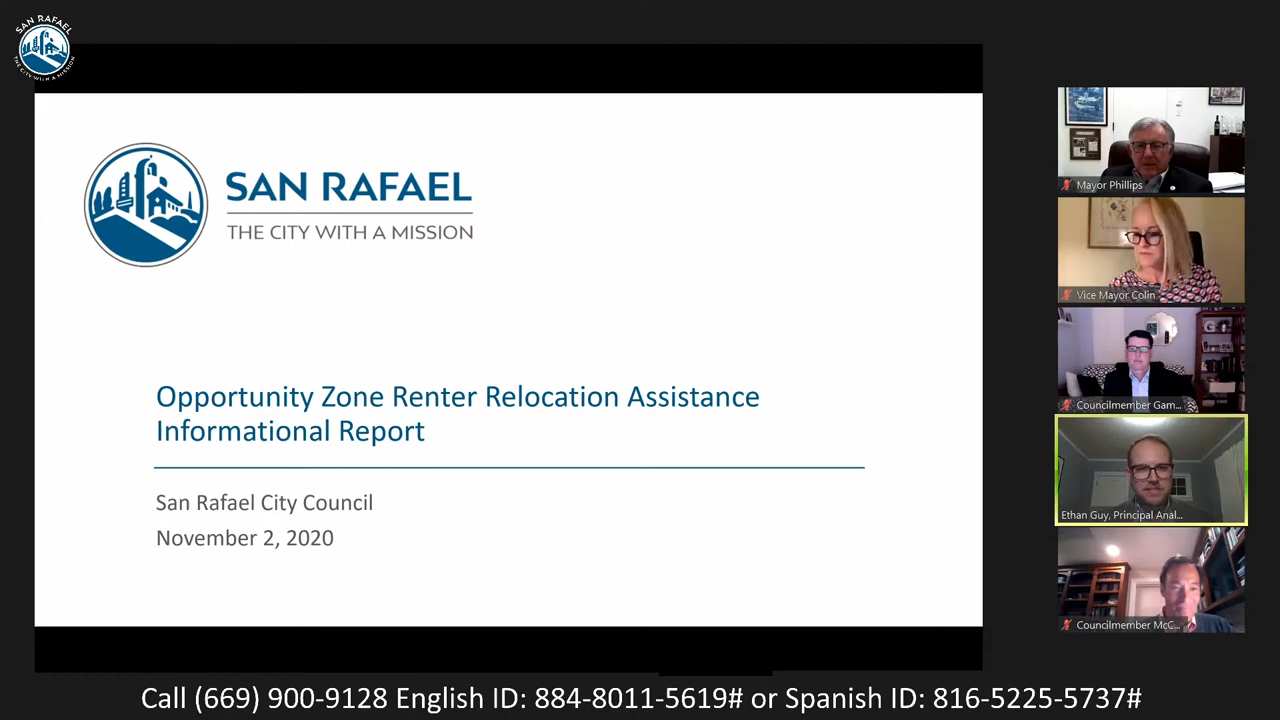 SAN RAFAEL
THE CITY WITH A MISSION
SAN RAFAEL
THE CITY WITH A MISSION
Opportunity Zone Renter Relocation Assistance
Informational Report
San Rafael City Council
November 2, 2020
Mayor Phillips
Vice Mayor Colin
Councilmember Gam...
Ethan Guy, Principal Anal...
Councilmember McC...
Call (669) 900-9128 English ID: 884-8011-5619# or Spanish ID: 816-5225-5737#